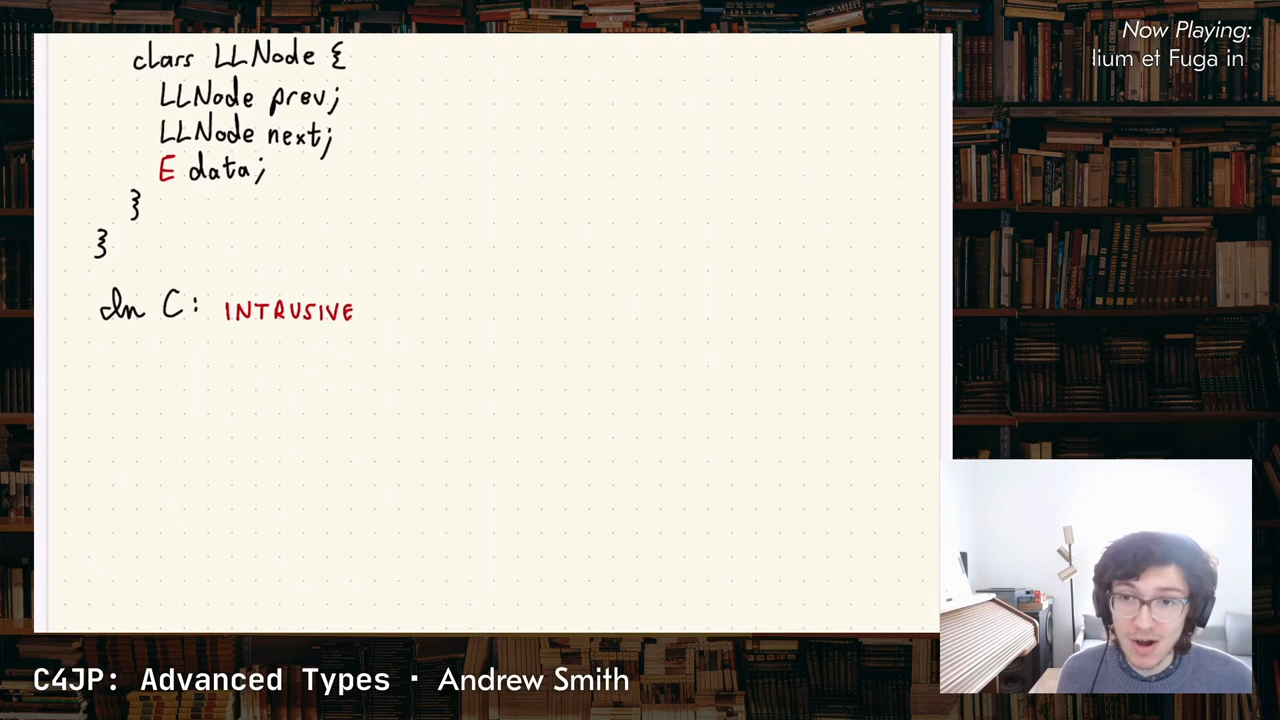 Now Playing:
lium et Fuga in
class LLNode {
LLNode prev;
LLNode next;
E data;
}
}
In C: INTRUSIVE
C4JP: Advanced Types · Andrew Smith